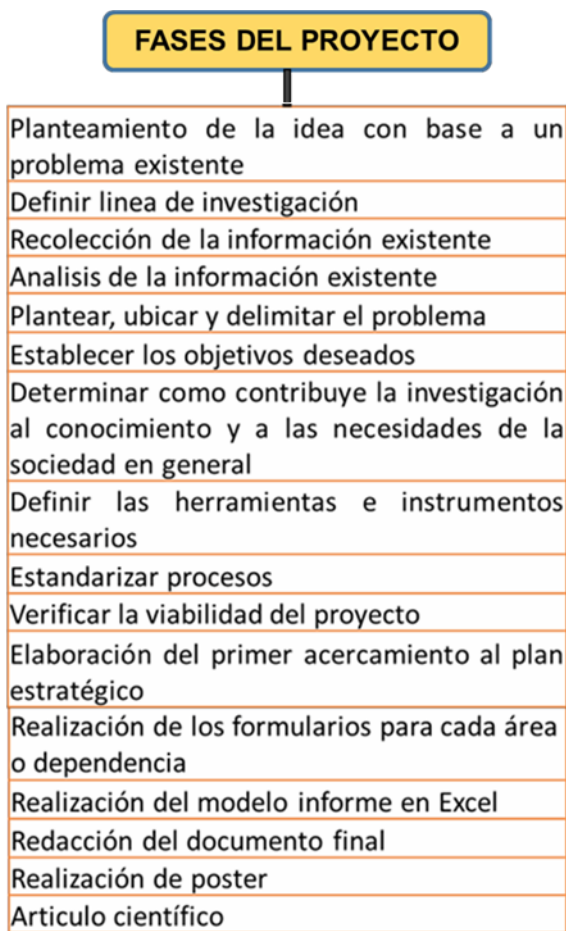 FASES DEL PROYECTO
Planteamiento de la idea con base a un
problema existente
Definir linea de investigación
Recolección de la información existente
Analisis de la información existente
Plantear, ubicar y delimitar el problema
Establecer los objetivos deseados
Determinar como contribuye la investigación
al conocimiento y a las necesidades de la
sociedad en general
Definir las herramientas e instrumentos
necesarios
Estandarizar procesos
Verificar la viabilidad del proyecto
Elaboración del primer acercamiento al plan
estratégico
Realización de los formularios para cada área
o dependencia
Realización del modelo informe en Excel
Redacción del documento final
Realización de poster
Articulo científico